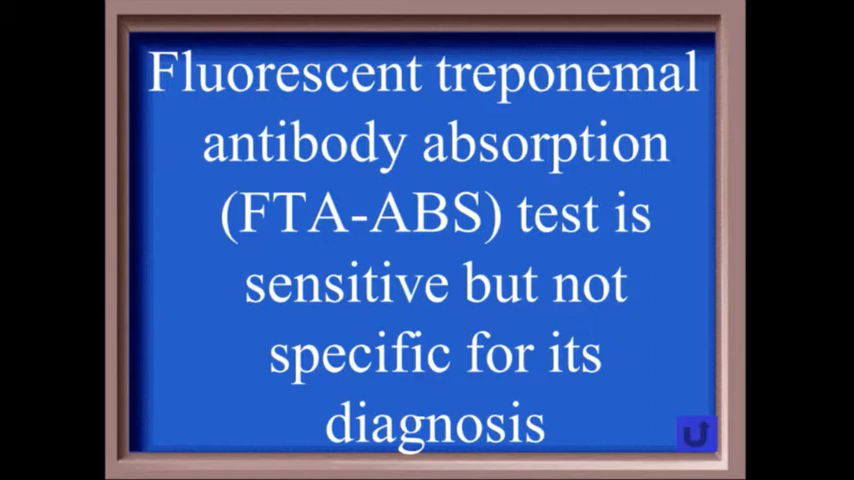 Fluorescent treponemal
antibody absorption
(FTA-ABS) test is
sensitive but not
specific for its
diagnosis